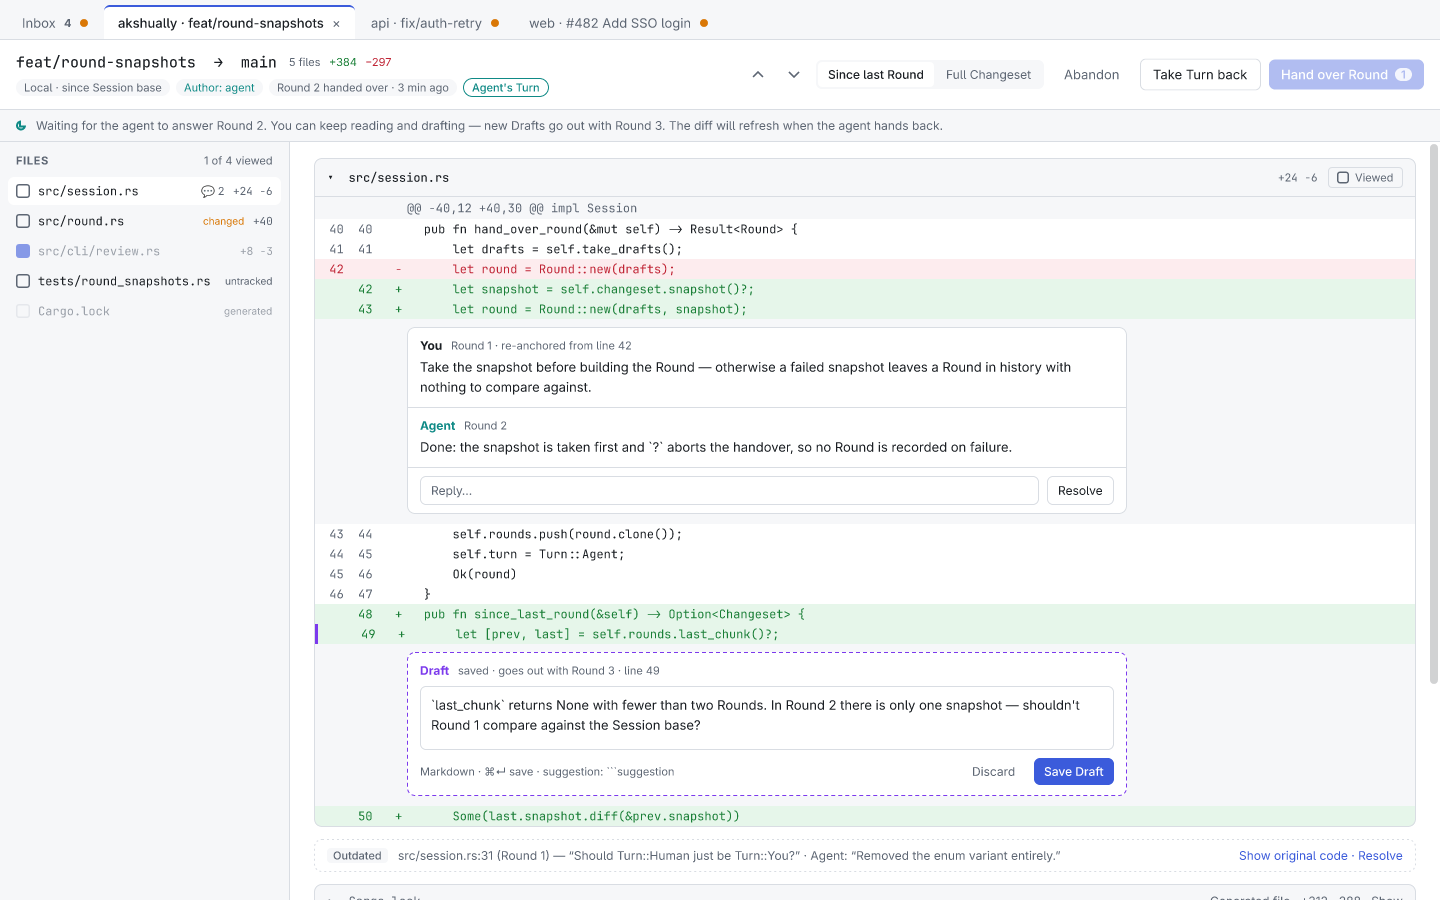 Inbox 4
akshually · feat/round-snapshots ×
api · fix/auth-retry
web · #482 Add SSO login
feat/round-snapshots → main 5 files +384 −297
Local · since Session base
Author: agent
Round 2 handed over · 3 min ago
Agent's Turn
Since last Round
Full Changeset
Abandon
Take Turn back
Hand over Round 1
Waiting for the agent to answer Round 2. You can keep reading and drafting — new Drafts go out with Round 3. The diff will refresh when the agent hands back.
FILES 1 of 4 viewed
src/session.rs 2 +24 -6
src/round.rs changed +40
src/cli/review.rs +8 -3
tests/round_snapshots.rs untracked
Cargo.lock generated
src/session.rs +24 -6 Viewed
@@ -40,12 +40,30 @@ impl Session
40 40 pub fn hand_over_round(&mut self) -> Result<Round> {
41 41 let drafts = self.take_drafts();
42 - let round = Round::new(drafts);
42 + let snapshot = self.changeset.snapshot()?;
43 + let round = Round::new(drafts, snapshot);
You Round 1 · re-anchored from line 42
Take the snapshot before building the Round — otherwise a failed snapshot leaves a Round in history with
nothing to compare against.
Agent Round 2
Done: the snapshot is taken first and `?` aborts the handover, so no Round is recorded on failure.
Reply...
Resolve
43 44 self.rounds.push(round.clone());
44 45 self.turn = Turn::Agent;
45 46 Ok(round)
46 47 }
48 + pub fn since_last_round(&self) -> Option<Changeset> {
49 + let [prev, last] = self.rounds.last_chunk()?;
Draft saved · goes out with Round 3 · line 49
`last_chunk` returns None with fewer than two Rounds. In Round 2 there is only one snapshot — shouldn't
Round 1 compare against the Session base?
Markdown · ⌘↵ save · suggestion: ```suggestion
Discard
Save Draft
50 + Some(last.snapshot.diff(&prev.snapshot))
Outdated src/session.rs:31 (Round 1) — “Should Turn::Human just be Turn::You?” · Agent: “Removed the enum variant entirely.” Show original code · Resolve